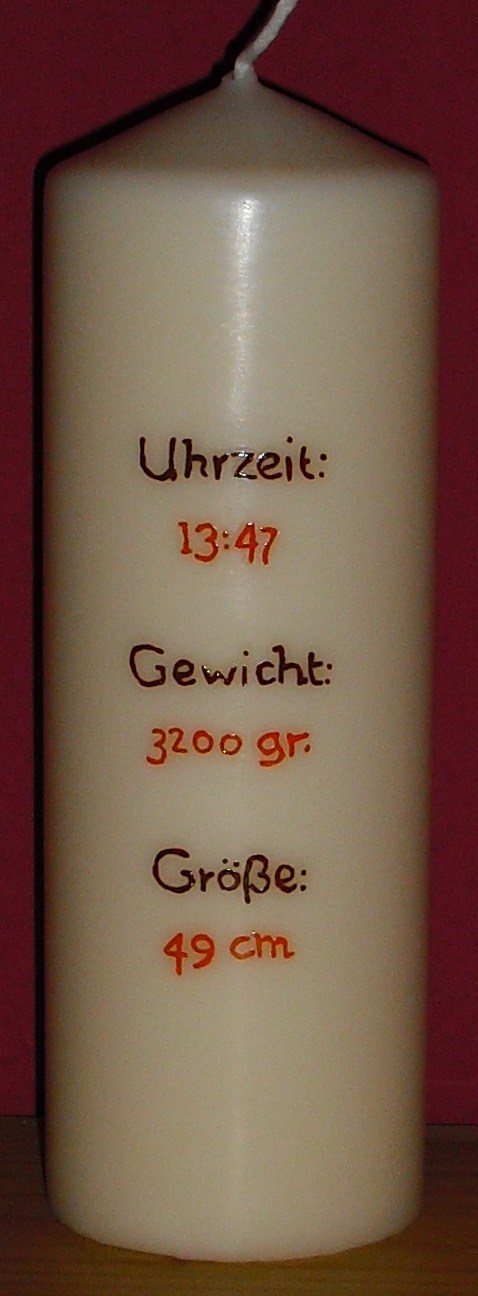 Uhrzeit:
13:47
Gewicht:
3200 gr.
Größe:
49 cm